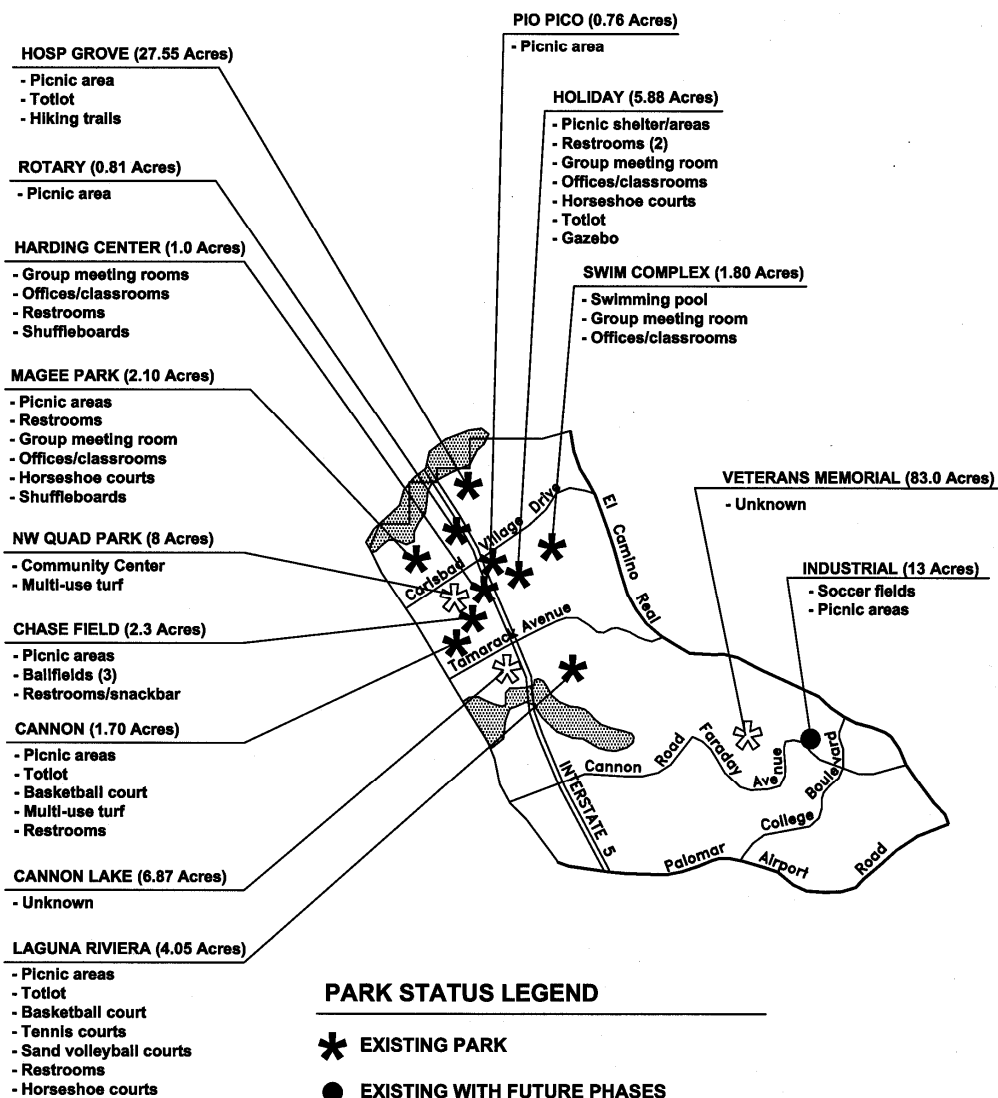 PIO PICO (0.76 Acres)
- Picnic area
HOSP GROVE (27.55 Acres)
- Picnic area
- Totlot
- Hiking trails
HOLIDAY (5.88 Acres)
- Picnic shelter/areas
- Restrooms (2)
- Group meeting room
- Offices/classrooms
- Horseshoe courts
- Totlot
- Gazebo
ROTARY (0.81 Acres)
- Picnic area
HARDING CENTER (1.0 Acres)
- Group meeting rooms
- Offices/classrooms
- Restrooms
- Shuffleboards
SWIM COMPLEX (1.80 Acres)
- Swimming pool
- Group meeting room
- Offices/classrooms
MAGEE PARK (2.10 Acres)
- Picnic areas
- Restrooms
- Group meeting room
- Offices/classrooms
- Horseshoe courts
- Shuffleboards
VETERANS MEMORIAL (83.0 Acres)
- Unknown
NW QUAD PARK (8 Acres)
- Community Center
- Multi-use turf
INDUSTRIAL (13 Acres)
- Soccer fields
- Picnic areas
CHASE FIELD (2.3 Acres)
- Picnic areas
- Ballfields (3)
- Restrooms/snackbar
CANNON (1.70 Acres)
- Picnic areas
- Totlot
- Basketball court
- Multi-use turf
- Restrooms
CANNON LAKE (6.87 Acres)
- Unknown
LAGUNA RIVIERA (4.05 Acres)
- Picnic areas
- Totlot
- Basketball court
- Tennis courts
- Sand volleyball courts
- Restrooms
- Horseshoe courts
Carlsbad Village Drive
El Camino Real
Tamarack Avenue
Cannon Road
Faraday Avenue
College Boulevard
INTERSTATE 5
Palomar Airport Road
PARK STATUS LEGEND
EXISTING PARK
EXISTING WITH FUTURE PHASES